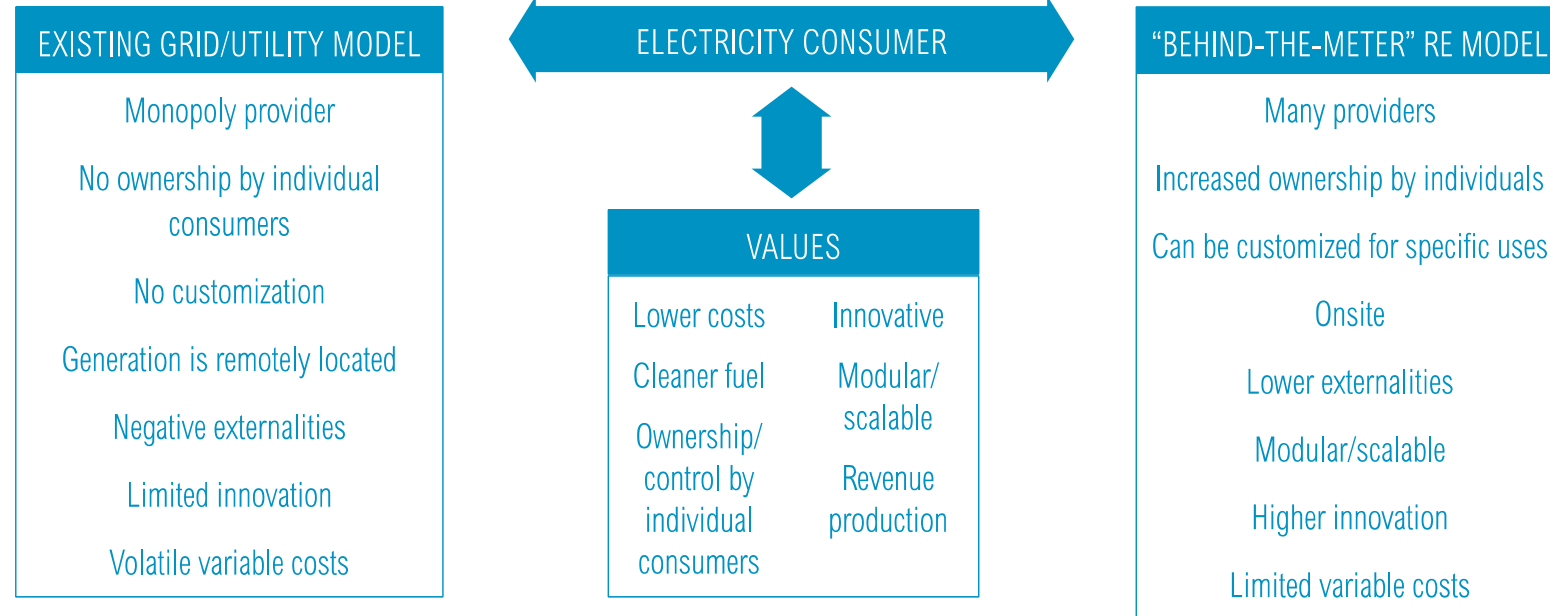 EXISTING GRID/UTILITY MODEL
Monopoly provider
No ownership by individual
consumers
No customization
Generation is remotely located
Negative externalities
Limited innovation
Volatile variable costs
ELECTRICITY CONSUMER
VALUES
Lower costs
Cleaner fuel
Ownership/
control by
individual
consumers
Innovative
Modular/
scalable
Revenue
production
“BEHIND-THE-METER” RE MODEL
Many providers
Increased ownership by individuals
Can be customized for specific uses
Onsite
Lower externalities
Modular/scalable
Higher innovation
Limited variable costs